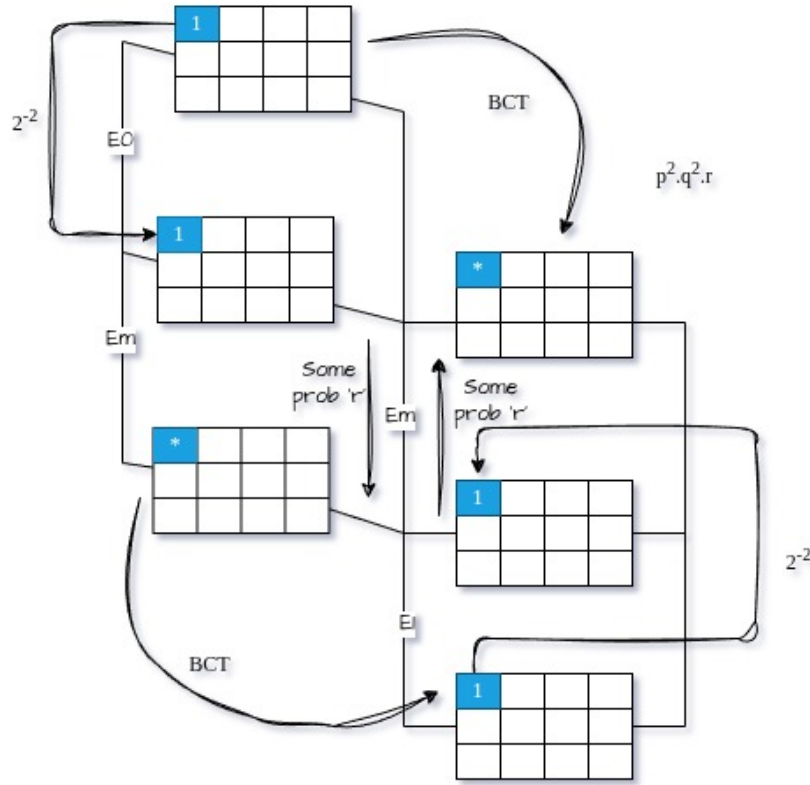 1
BCT
2⁻²
E0
p².q².r
1
*
Em
Some
prob 'r'
Some
prob 'r'
Em
*
1
2⁻²
BCT
1